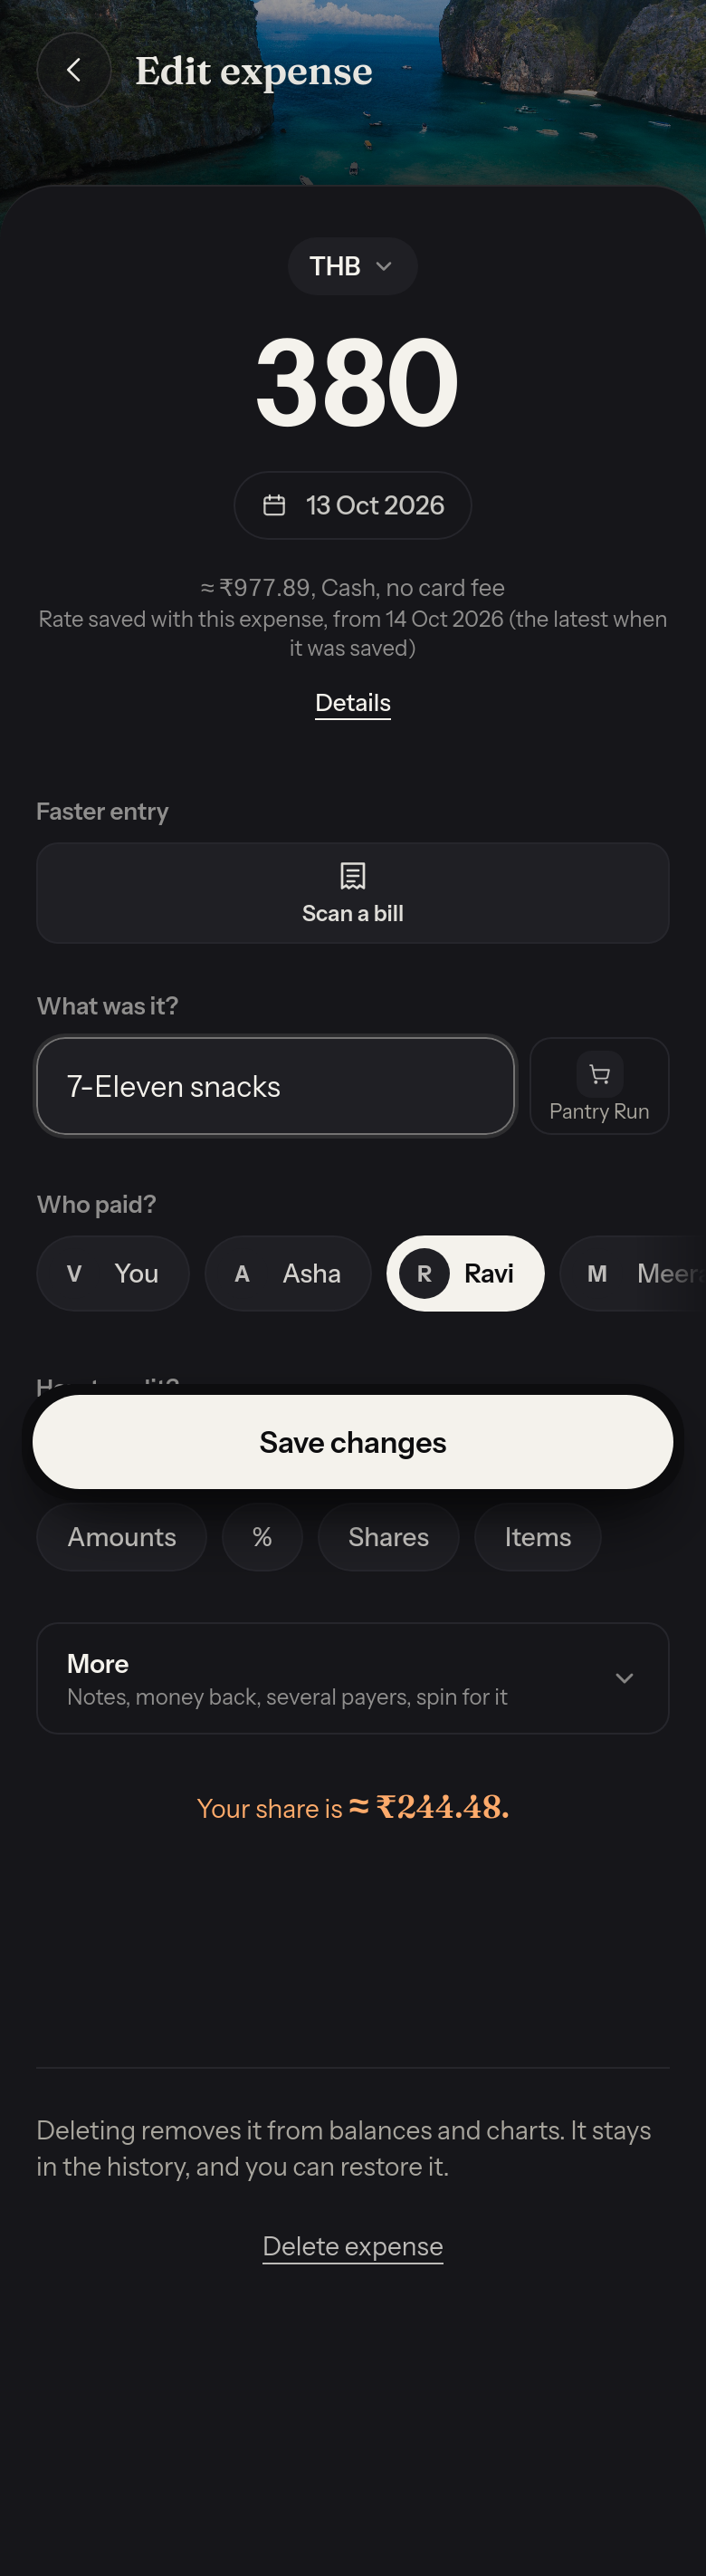 Edit expense
THB
380
13 Oct 2026
≈ ₹977.89, Cash, no card fee
Rate saved with this expense, from 14 Oct 2026 (the latest when
it was saved)
Details
Faster entry
Scan a bill
What was it?
7-Eleven snacks
Pantry Run
Who paid?
V You
A Asha
R Ravi
M Meera
Save changes
Amounts
%
Shares
Items
More
Notes, money back, several payers, spin for it
Your share is ≈ ₹244.48.
Deleting removes it from balances and charts. It stays
in the history, and you can restore it.
Delete expense